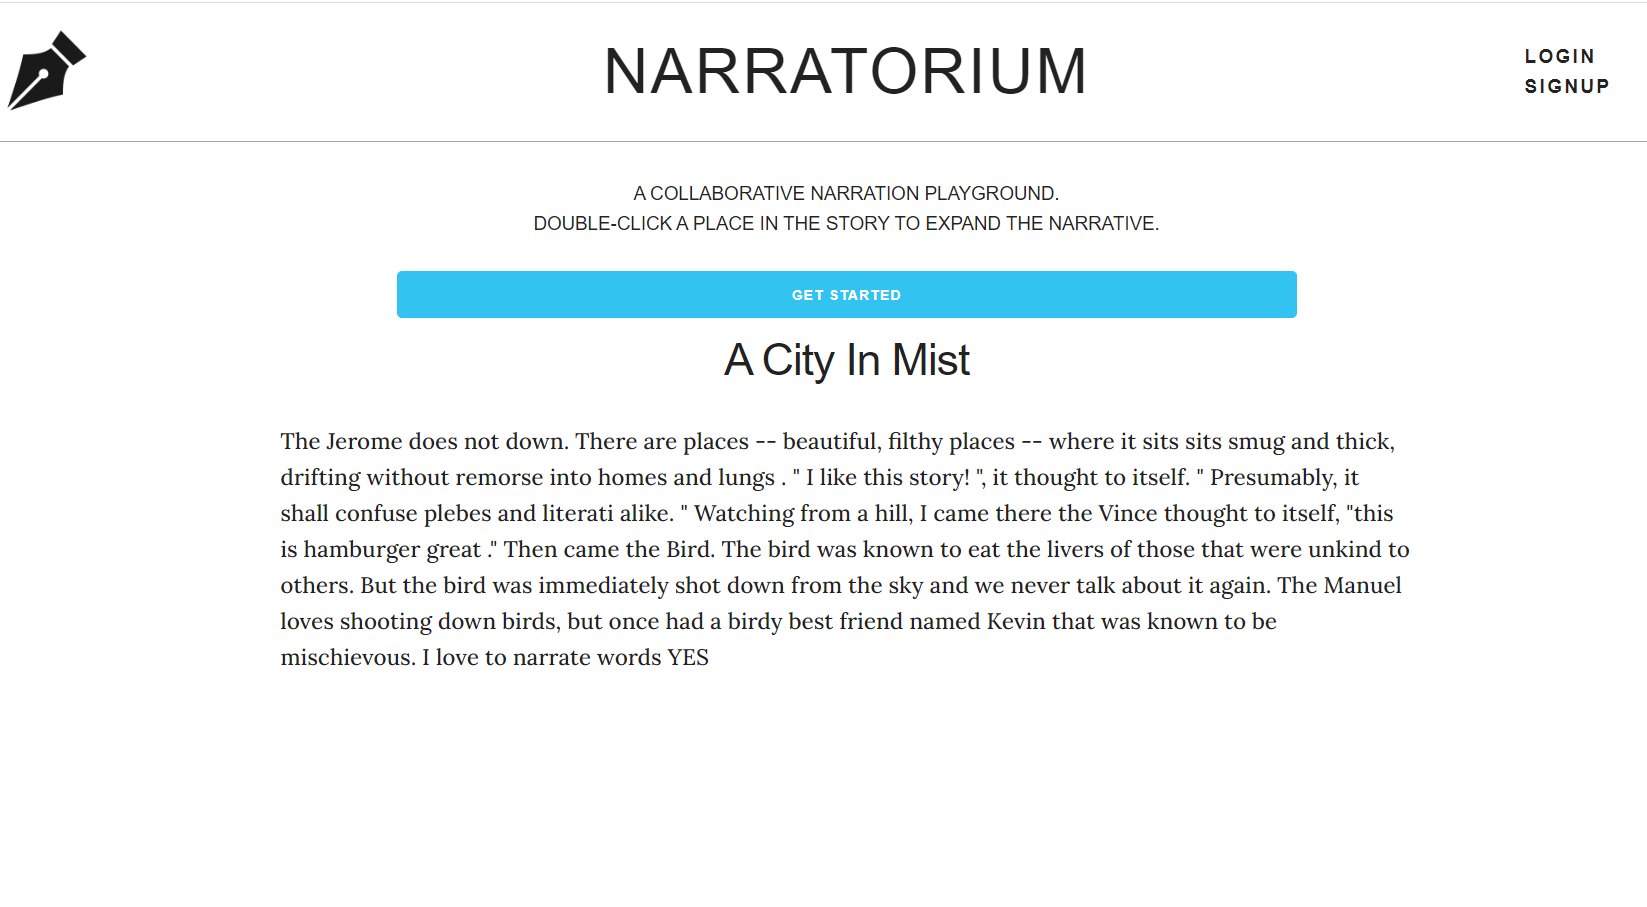 NARRATORIUM
LOGIN
SIGNUP
A COLLABORATIVE NARRATION PLAYGROUND.
DOUBLE-CLICK A PLACE IN THE STORY TO EXPAND THE NARRATIVE.
GET STARTED
A City In Mist
The Jerome does not down. There are places -- beautiful, filthy places -- where it sits sits smug and thick,
drifting without remorse into homes and lungs . " I like this story! ", it thought to itself. " Presumably, it
shall confuse plebes and literati alike. " Watching from a hill, I came there the Vince thought to itself, "this
is hamburger great ." Then came the Bird. The bird was known to eat the livers of those that were unkind to
others. But the bird was immediately shot down from the sky and we never talk about it again. The Manuel
loves shooting down birds, but once had a birdy best friend named Kevin that was known to be
mischievous. I love to narrate words YES